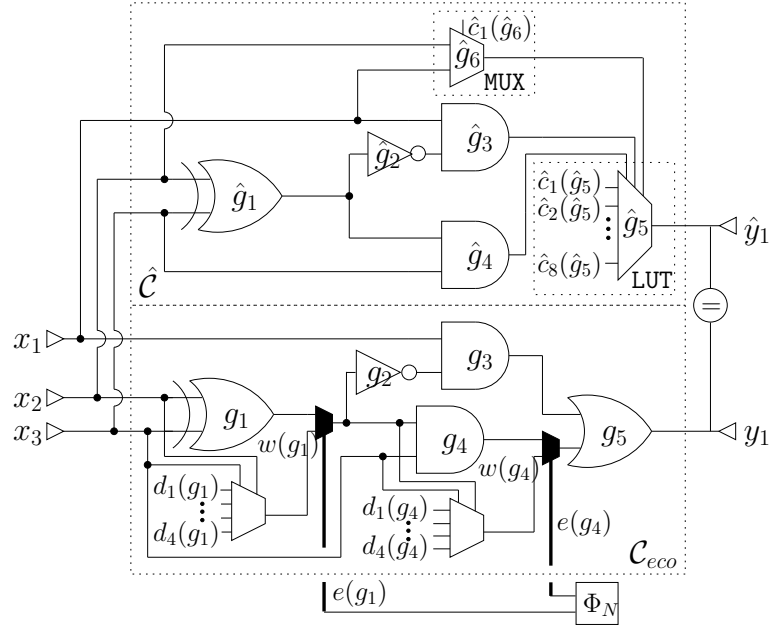 ĉ₁(ĝ₆)
ĝ₆
MUX
ĝ₃
ĝ₂
ĝ₁
ĉ₁(ĝ₅)
ĉ₂(ĝ₅)
ĝ₅
ŷ₁
ĝ₄
ĉ₈(ĝ₅)
LUT
Ĉ
=
x₁
g₃
g₂
x₂
g₁
g₄
g₅
y₁
x₃
w(g₁)
w(g₄)
d₁(g₁)
d₄(g₁)
d₁(g₄)
d₄(g₄)
e(g₄)
C_eco
e(g₁)
Φ_N